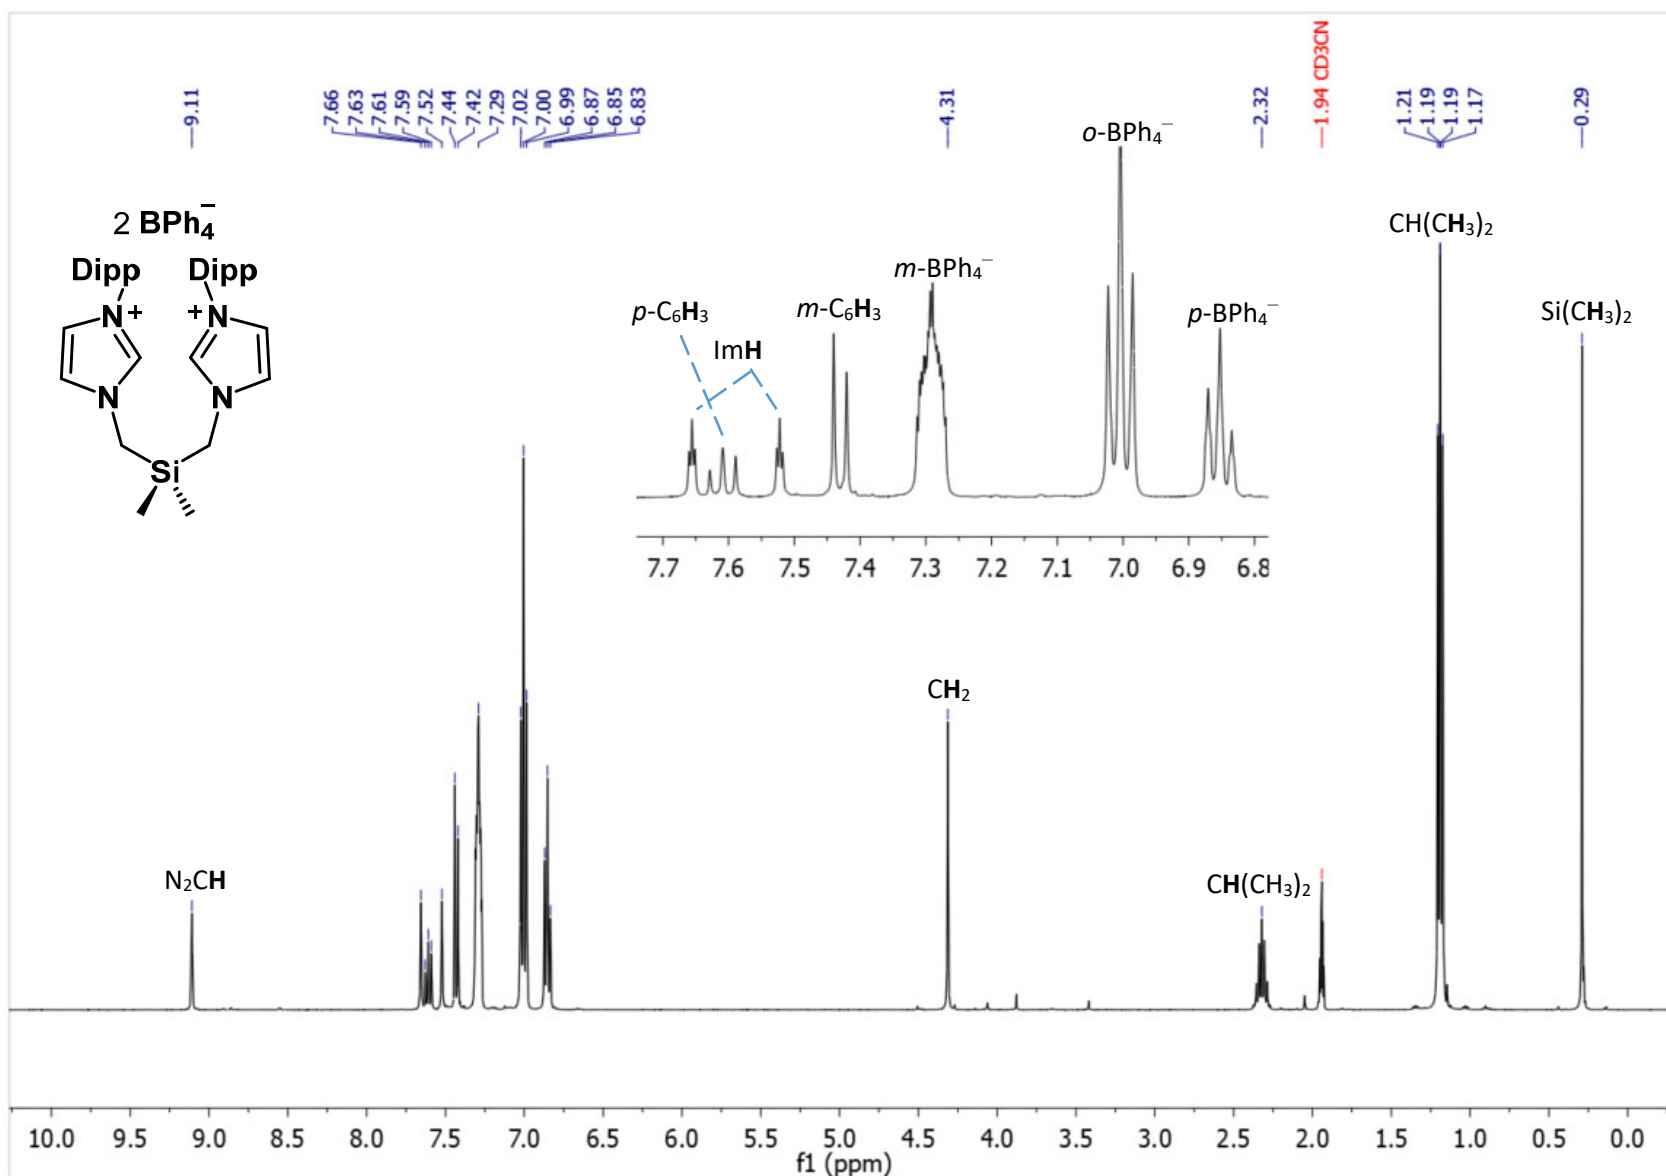 9.11
7.66
7.63
7.61
7.59
7.52
7.44
7.42
7.29
7.02
7.00
6.99
6.87
6.85
6.83
4.31
2.32
1.94 CD3CN
1.21
1.19
1.19
1.17
0.29
2 BPh₄⁻
Dipp Dipp
N + + N
N N
Si
o-BPh₄⁻
m-BPh₄⁻
p-C₆H₃
m-C₆H₃
p-BPh₄⁻
ImH
CH(CH₃)₂
Si(CH₃)₂
7.7 7.6 7.5 7.4 7.3 7.2 7.1 7.0 6.9 6.8
CH₂
N₂CH
CH(CH₃)₂
10.0 9.5 9.0 8.5 8.0 7.5 7.0 6.5 6.0 5.5 5.0 4.5 4.0 3.5 3.0 2.5 2.0 1.5 1.0 0.5 0.0
f1 (ppm)